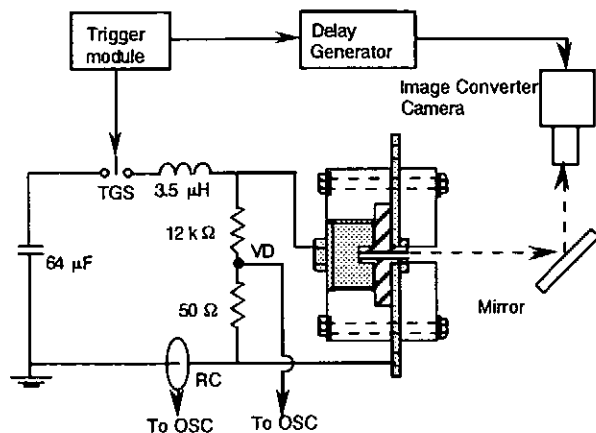 Trigger
module
Delay
Generator
Image Converter
Camera
TGS
3.5 μH
12 k Ω
VD
64 μF
50 Ω
Mirror
RC
To OSC
To OSC